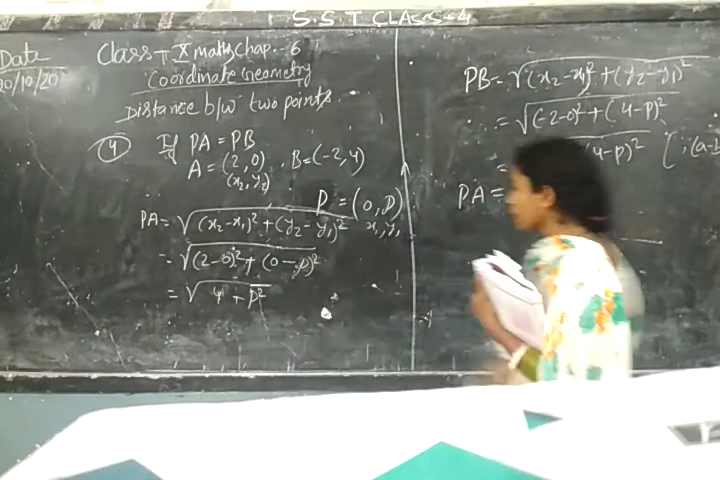 S.S.T CLASS-4
Date
20/10/20
Class - X maths Chap. 6
Coordinate Geometry
Distance b/w two points.
(4) If PA = PB
A = (2, 0) , B = (-2, 4)
(x₂, y₂)
P = (0, P)
x₁, y₁
PA = √(x₂-x₁)² + (y₂-y₁)²
= √(2-0)² + (0-p)²
= √4 + p²
PB = √(x₂-x₁)² + (y₂-y₁)²
= √(-2-0)² + (4-P)²
= 4-P)² [∵(a-b
PA =